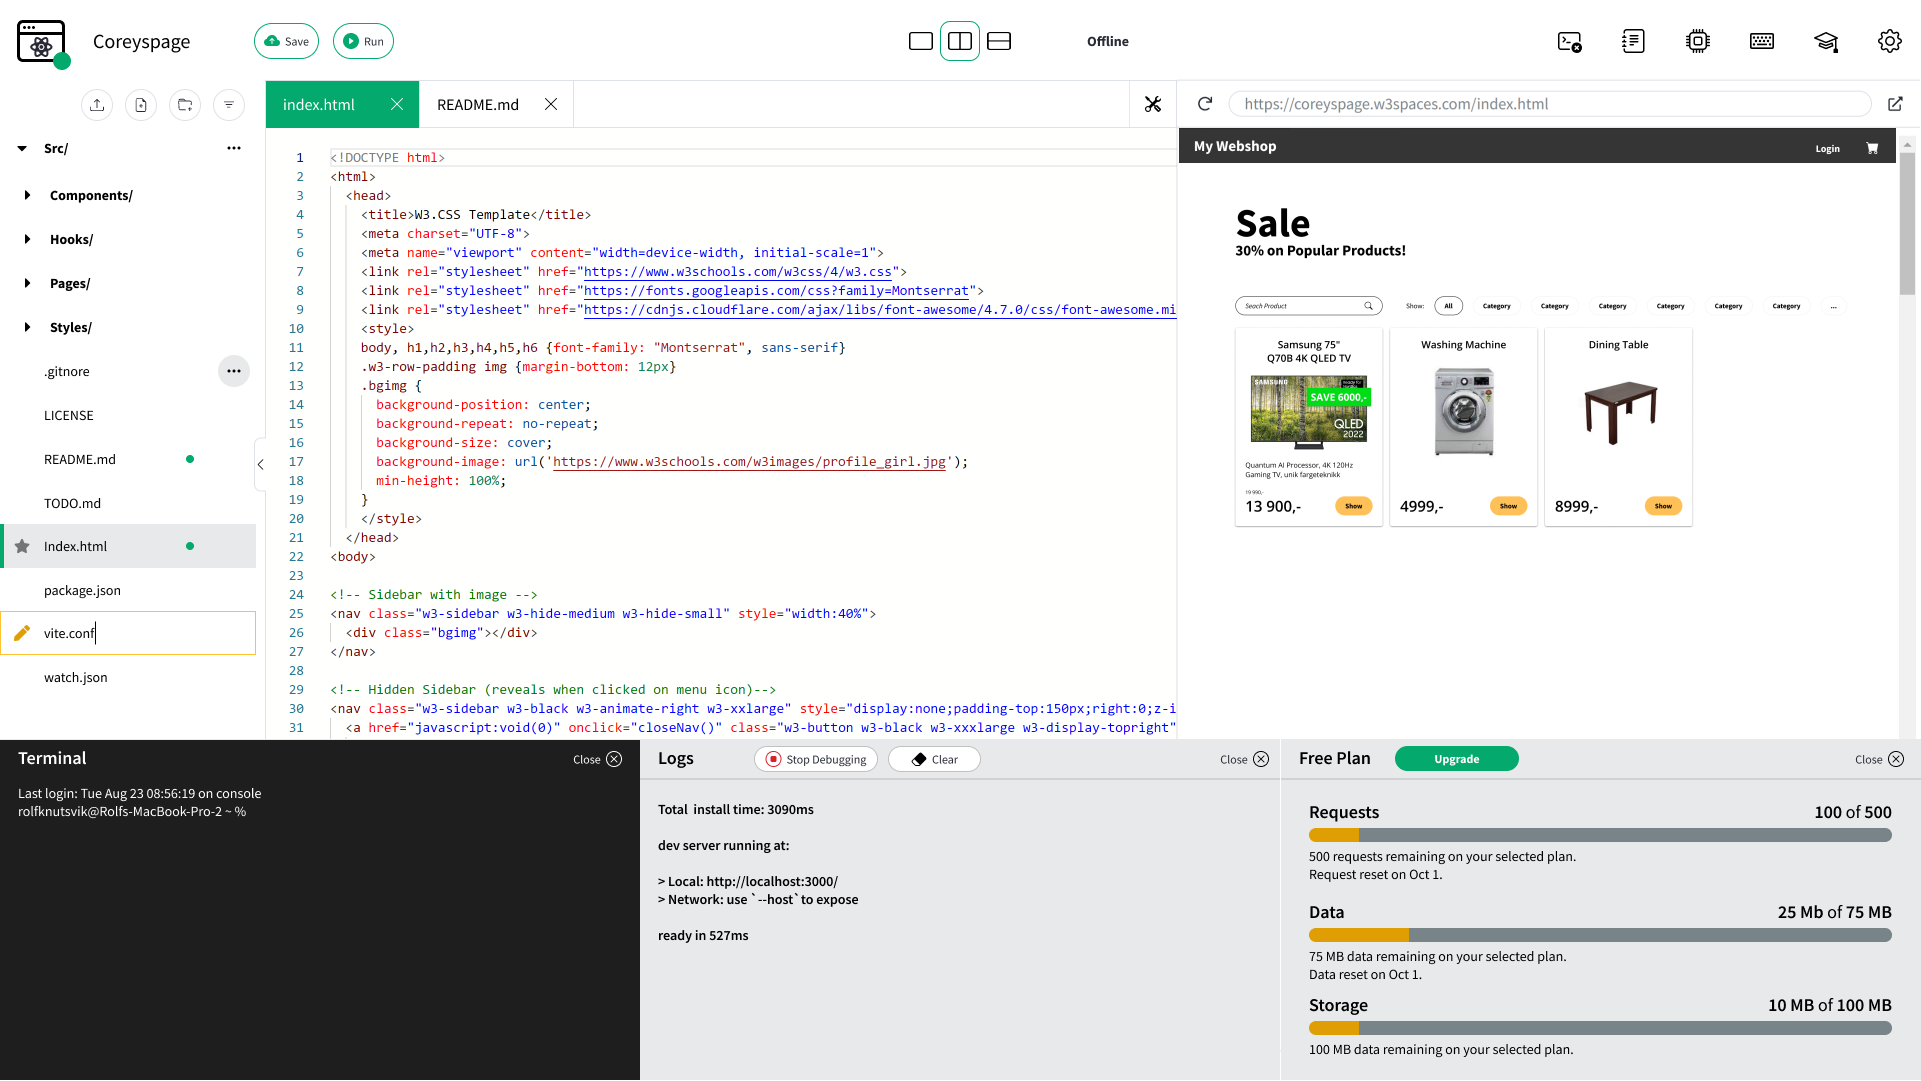 Coreyspage
Save
Run
Offline
Src/
Components/
Hooks/
Pages/
Styles/
.gitnore
LICENSE
README.md
TODO.md
Index.html
package.json
vite.conf
watch.json
index.html
README.md
1 <!DOCTYPE html>
2 <html>
3 <head>
4 <title>W3.CSS Template</title>
5 <meta charset="UTF-8">
6 <meta name="viewport" content="width=device-width, initial-scale=1">
7 <link rel="stylesheet" href="https://www.w3schools.com/w3css/4/w3.css">
8 <link rel="stylesheet" href="https://fonts.googleapis.com/css?family=Montserrat">
9 <link rel="stylesheet" href="https://cdnjs.cloudflare.com/ajax/libs/font-awesome/4.7.0/css/font-awesome.mi
10 <style>
11 body, h1,h2,h3,h4,h5,h6 {font-family: "Montserrat", sans-serif}
12 .w3-row-padding img {margin-bottom: 12px}
13 .bgimg {
14 background-position: center;
15 background-repeat: no-repeat;
16 background-size: cover;
17 background-image: url('https://www.w3schools.com/w3images/profile_girl.jpg');
18 min-height: 100%;
19 }
20 </style>
21 </head>
22 <body>
23
24 <!-- Sidebar with image -->
25 <nav class="w3-sidebar w3-hide-medium w3-hide-small" style="width:40%">
26 <div class="bgimg"></div>
27 </nav>
28
29 <!-- Hidden Sidebar (reveals when clicked on menu icon)-->
30 <nav class="w3-sidebar w3-black w3-animate-right w3-xxlarge" style="display:none;padding-top:150px;right:0;z-i
31 <a href="javascript:void(0)" onclick="closeNav()" class="w3-button w3-black w3-xxxlarge w3-display-topright"
https://coreyspage.w3spaces.com/index.html
My Webshop
Login
Sale
30% on Popular Products!
Seach Product
Show:
All
Category
Category
Category
Category
Category
Category
...
Samsung 75"
Q70B 4K QLED TV
SAMSUNG
SAVE 6000,-
QLED
2022
Quantum AI Processor, 4K 120Hz
Gaming TV, unik fargeteknikk
19 990,-
13 900,-
Show
Washing Machine
4999,-
Show
Dining Table
8999,-
Show
Terminal
Close
Last login: Tue Aug 23 08:56:19 on console
rolfknutsvik@Rolfs-MacBook-Pro-2 ~ %
Logs
Stop Debugging
Clear
Close
Total install time: 3090ms
dev server running at:
> Local: http://localhost:3000/
> Network: use `--host` to expose
ready in 527ms
Free Plan
Upgrade
Close
Requests
100 of 500
500 requests remaining on your selected plan.
Request reset on Oct 1.
Data
25 Mb of 75 MB
75 MB data remaining on your selected plan.
Data reset on Oct 1.
Storage
10 MB of 100 MB
100 MB data remaining on your selected plan.